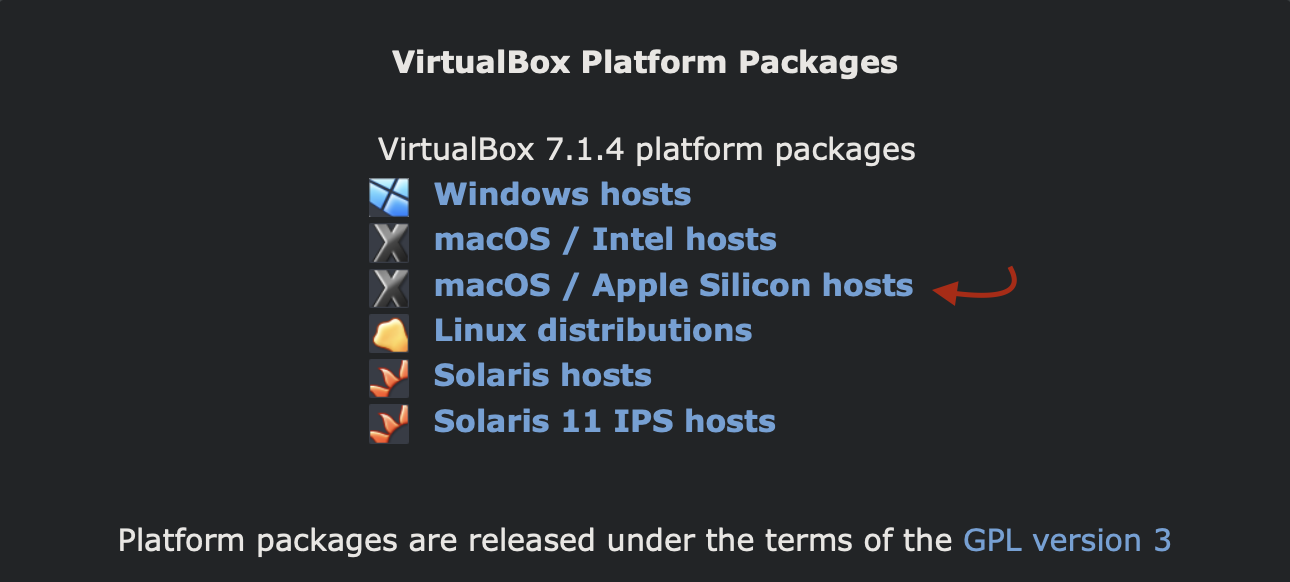 VirtualBox Platform Packages
VirtualBox 7.1.4 platform packages
Windows hosts
macOS / Intel hosts
macOS / Apple Silicon hosts
Linux distributions
Solaris hosts
Solaris 11 IPS hosts
Platform packages are released under the terms of the GPL version 3